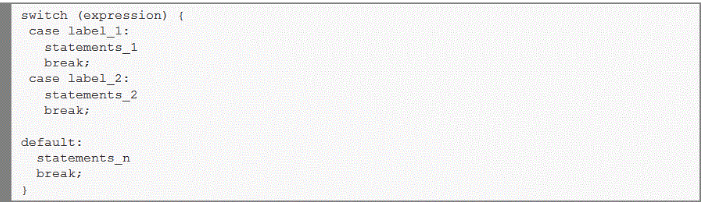 switch (expression) {
case label_1:
statements_1
break;
case label_2:
statements_2
break;
default:
statements_n
break;
}